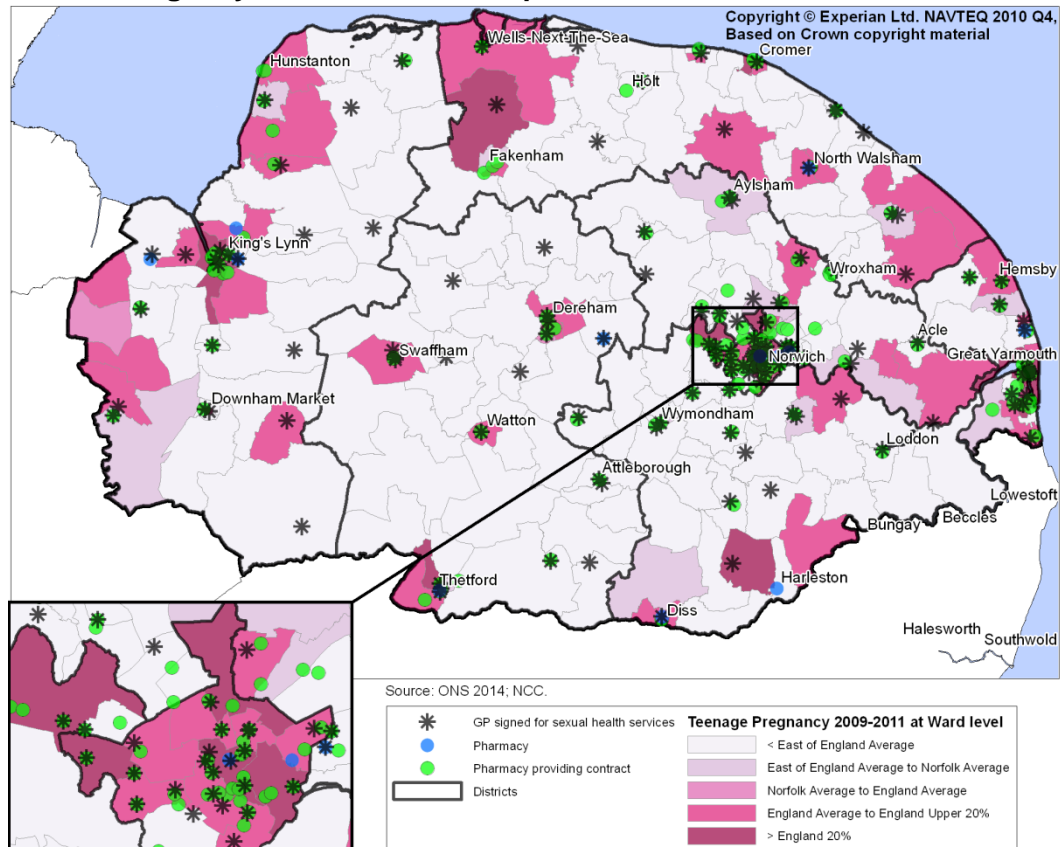 Copyright © Experian Ltd. NAVTEQ 2010 Q4,
Based on Crown copyright material
Wells-Next-The-Sea
Cromer
Hunstanton
Holt
Fakenham
North Walsham
Aylsham
King's Lynn
Wroxham
Hemsby
Dereham
Acle
Swaffham
Norwich
Great Yarmouth
Downham Market
Watton
Wymondham
Loddon
Attleborough
Lowestoft
Beccles
Bungay
Thetford
Harleston
Diss
Halesworth
Southwold
Source: ONS 2014; NCC.
GP signed for sexual health services
Pharmacy
Pharmacy providing contract
Districts
Teenage Pregnancy 2009-2011 at Ward level
< East of England Average
East of England Average to Norfolk Average
Norfolk Average to England Average
England Average to England Upper 20%
> England 20%